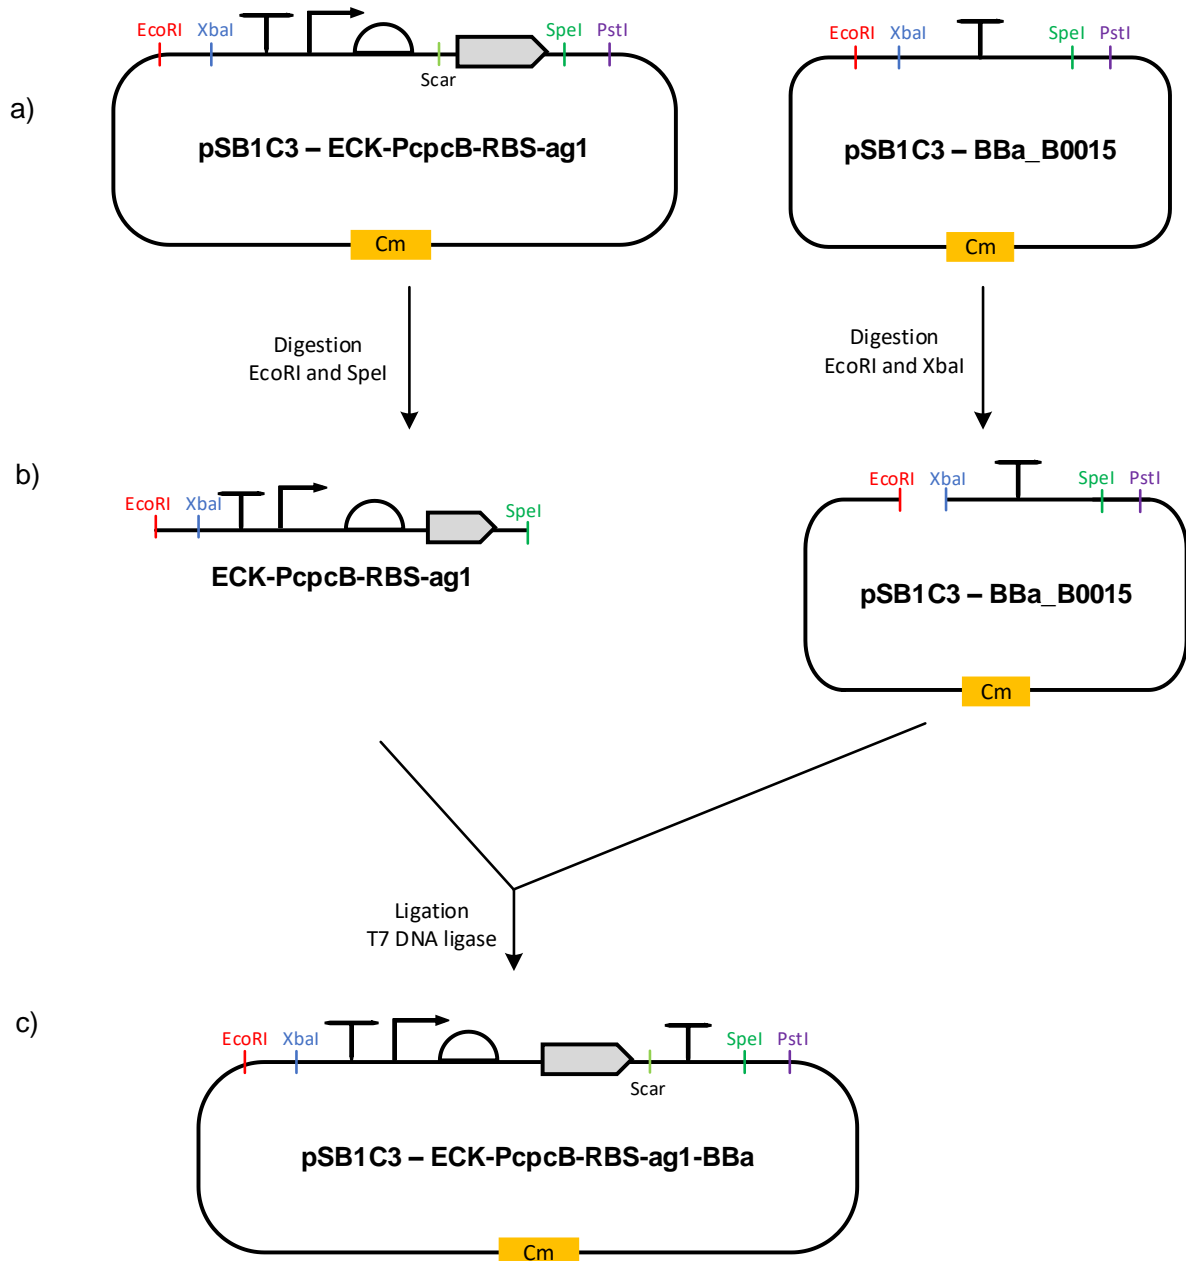 a)
EcoRI XbaI SpeI PstI
Scar
pSB1C3 – ECK-PcpcB-RBS-ag1
Cm
EcoRI XbaI SpeI PstI
pSB1C3 – BBa_B0015
Cm
Digestion
EcoRI and SpeI
Digestion
EcoRI and XbaI
b)
EcoRI XbaI SpeI
ECK-PcpcB-RBS-ag1
EcoRI XbaI SpeI PstI
pSB1C3 – BBa_B0015
Cm
Ligation
T7 DNA ligase
c)
EcoRI XbaI SpeI PstI
Scar
pSB1C3 – ECK-PcpcB-RBS-ag1-BBa
Cm